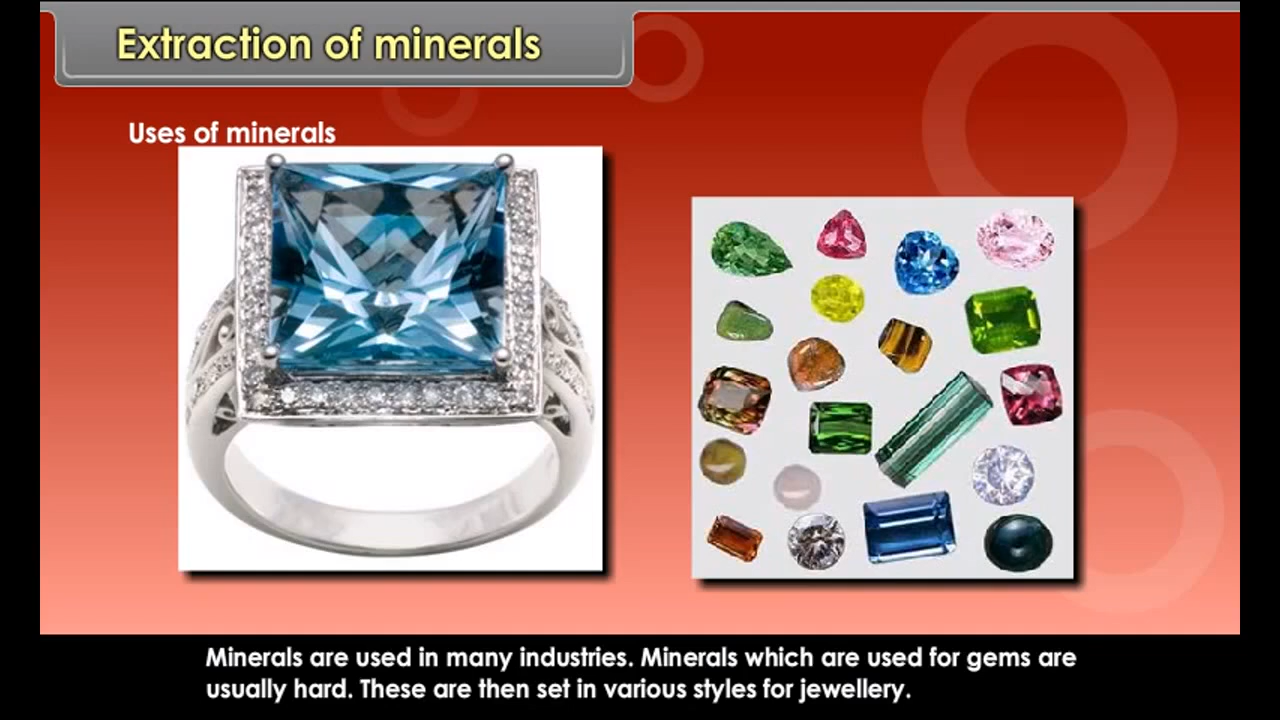 Extraction of minerals
Uses of minerals
Minerals are used in many industries. Minerals which are used for gems are
usually hard. These are then set in various styles for jewellery.